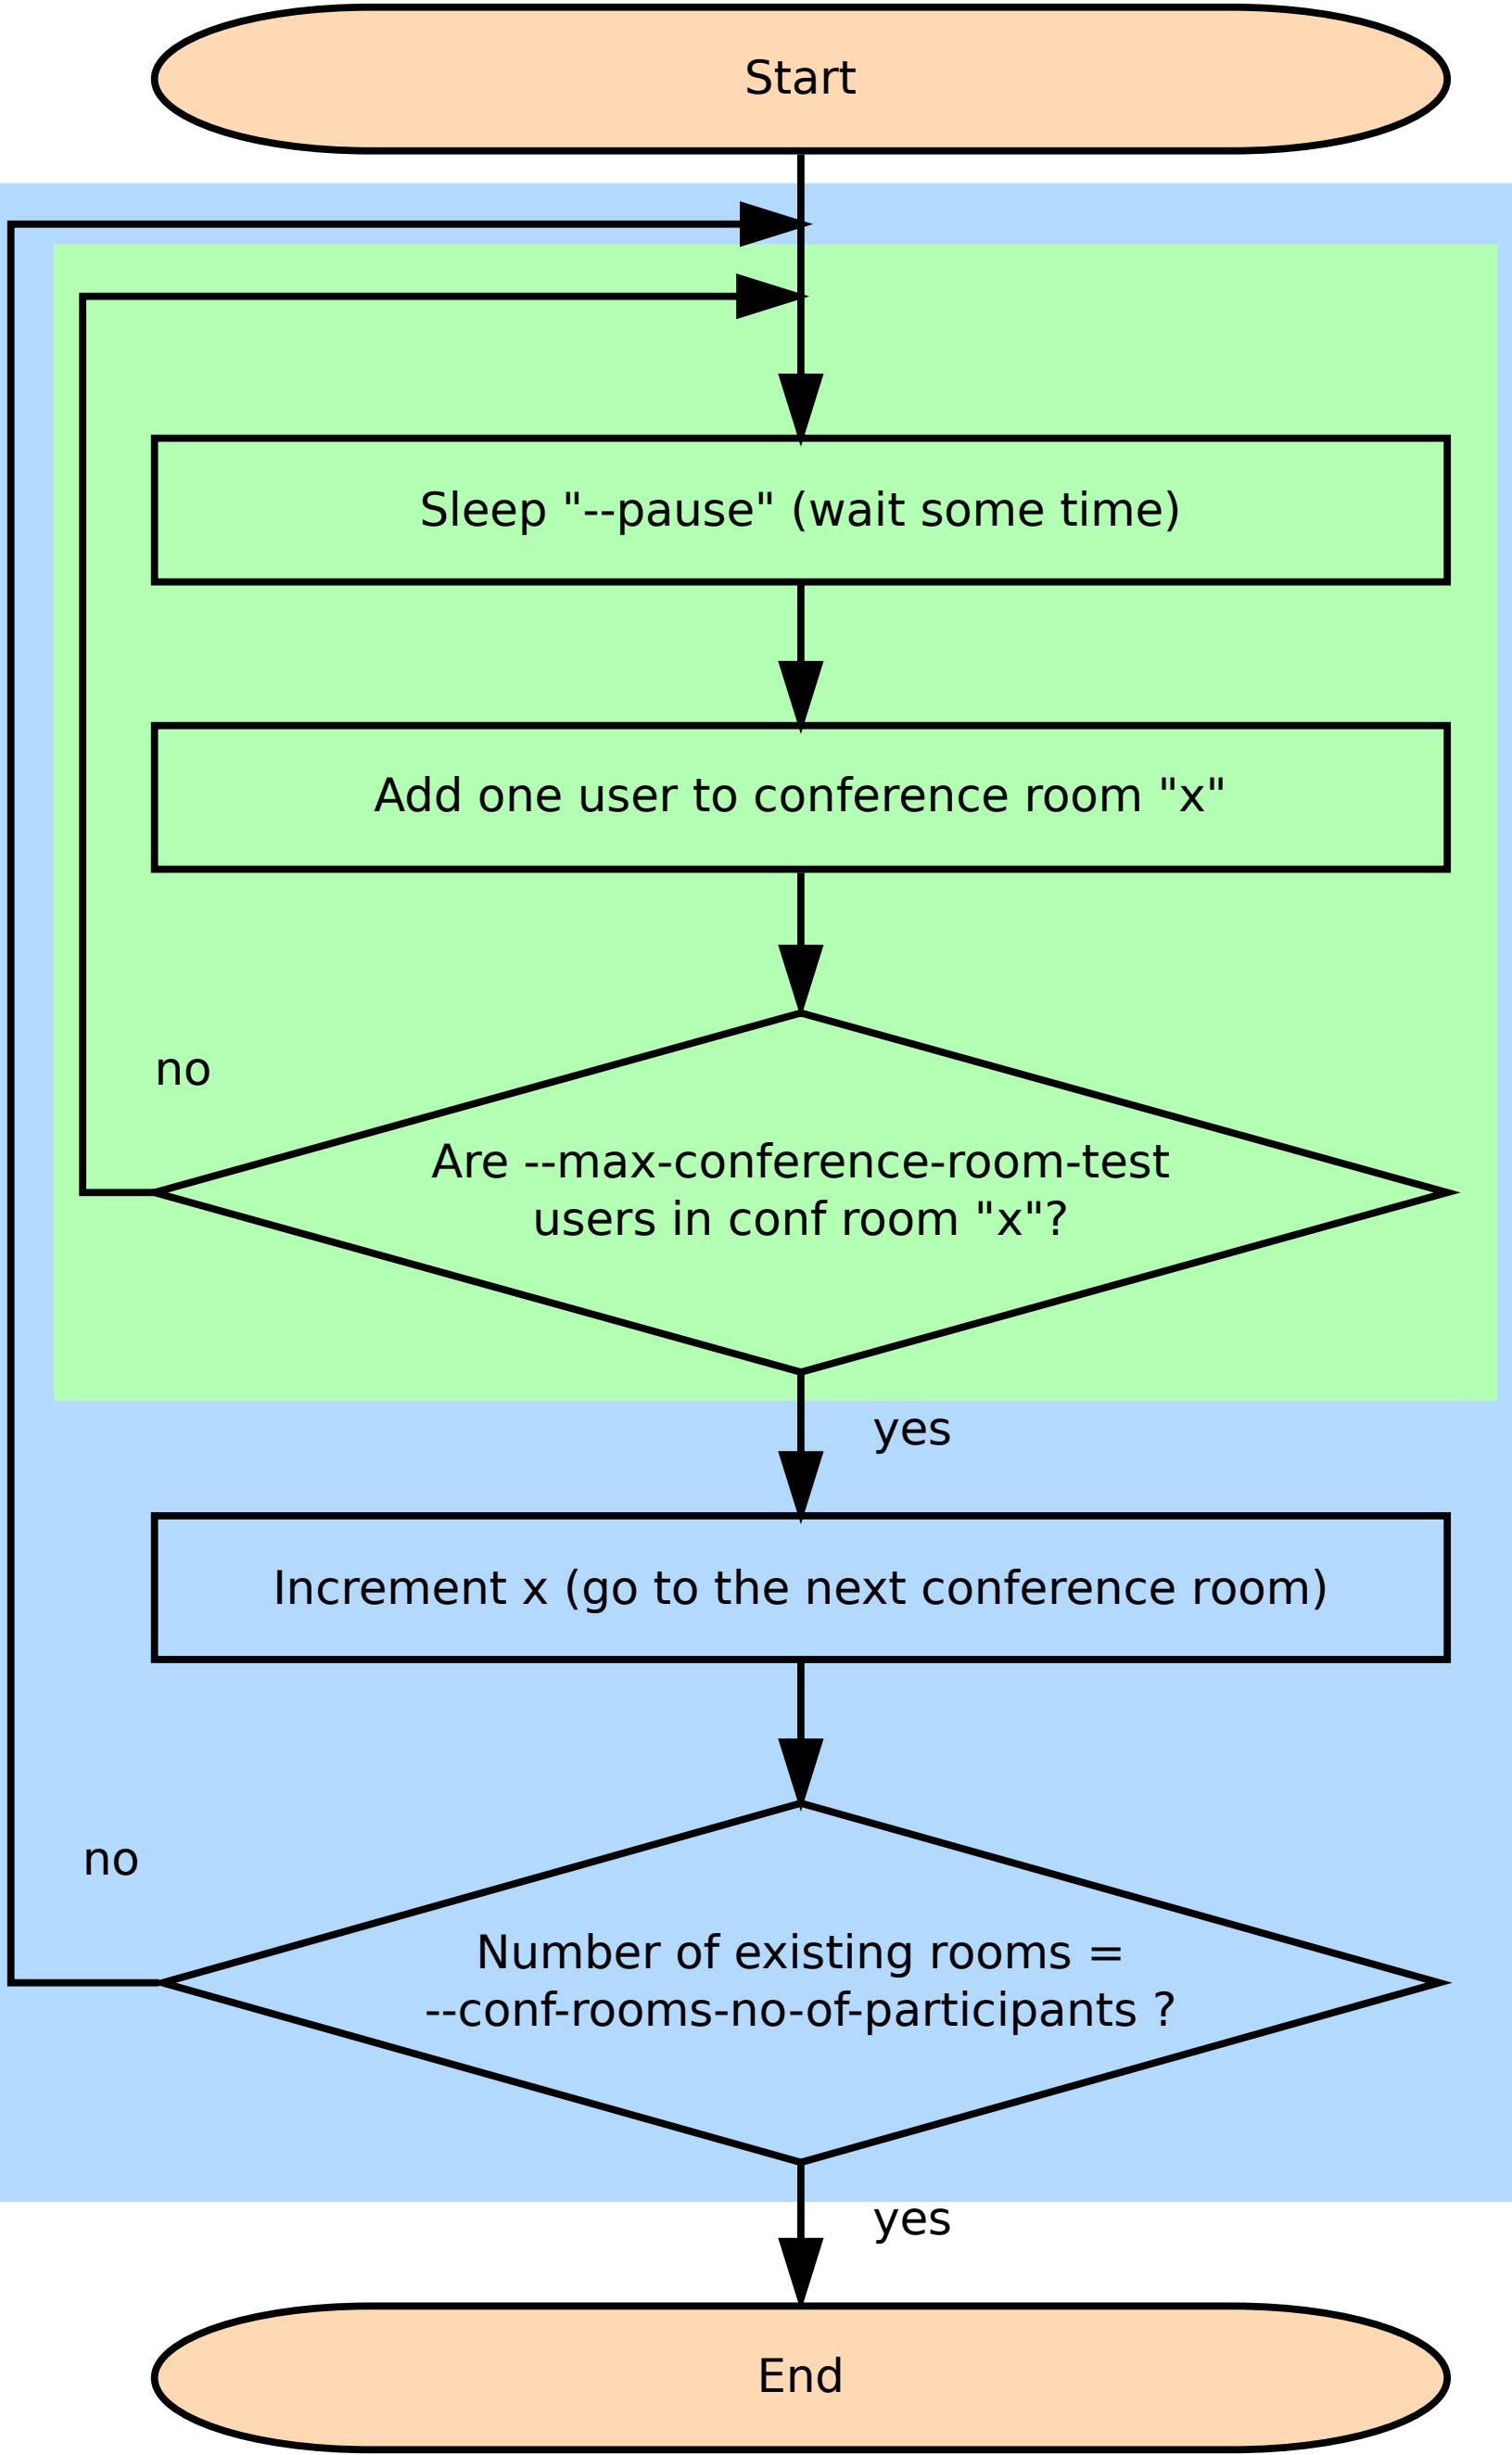 Start
Sleep "--pause" (wait some time)
Add one user to conference room "x"
no
Are --max-conference-room-test
users in conf room "x"?
yes
Increment x (go to the next conference room)
no
Number of existing rooms =
--conf-rooms-no-of-participants ?
yes
End